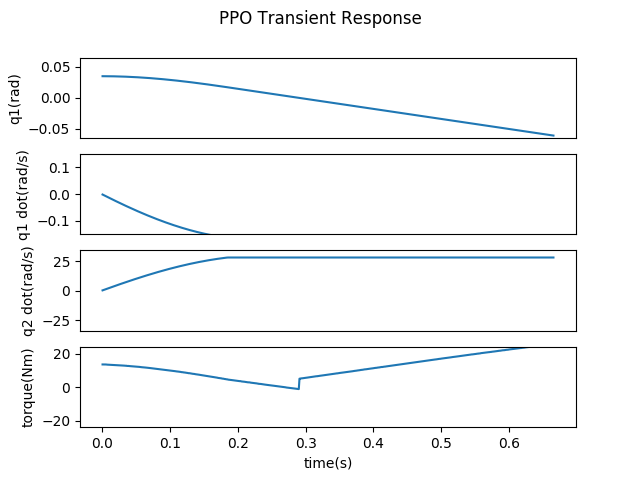 PPO Transient Response
q1(rad)
0.05
0.00
−0.05
q1 dot(rad/s)
0.1
0.0
−0.1
q2 dot(rad/s)
25
0
−25
torque(Nm)
20
0
−20
0.0 0.1 0.2 0.3 0.4 0.5 0.6
time(s)